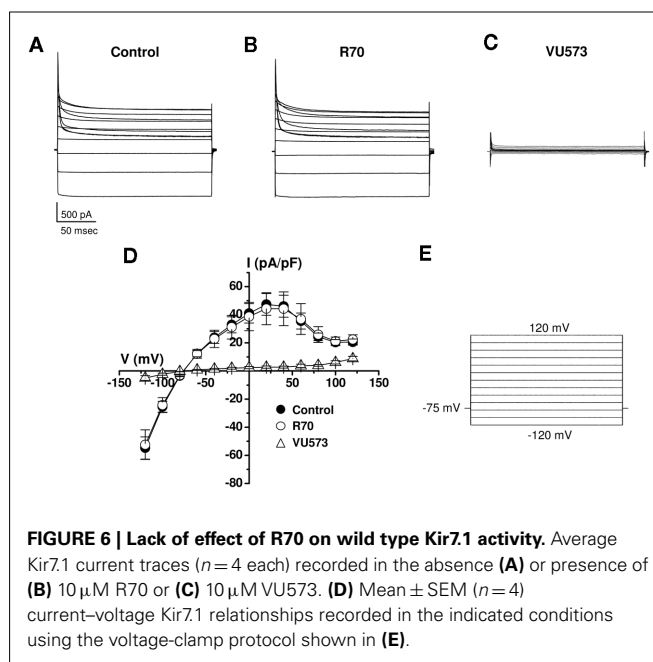 A
Control
B
R70
C
VU573
500 pA
50 msec
D
I (pA/pF)
60
40
20
V (mV)
-150 -100 -50 50 100 150
-20
-40
-60
-80
Control
R70
VU573
E
120 mV
-75 mV
-120 mV
FIGURE 6 | Lack of effect of R70 on wild type Kir7.1 activity. Average
Kir7.1 current traces (n = 4 each) recorded in the absence (A) or presence of
(B) 10 μM R70 or (C) 10 μM VU573. (D) Mean ± SEM (n = 4)
current–voltage Kir7.1 relationships recorded in the indicated conditions
using the voltage-clamp protocol shown in (E).